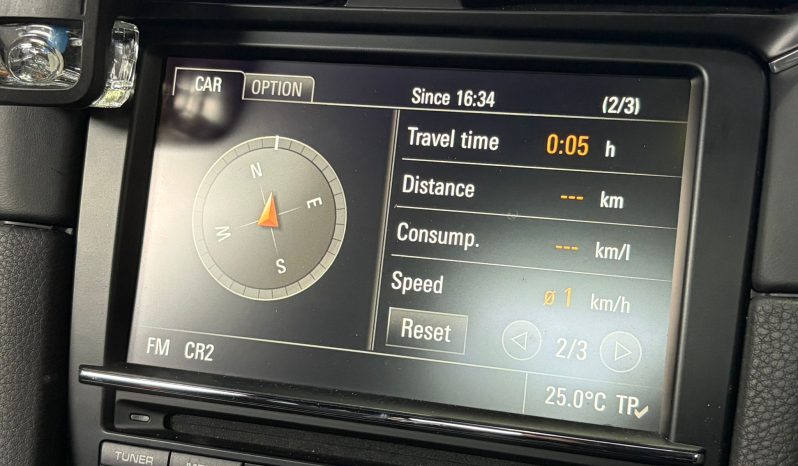 CAR OPTION Since 16:34 (2/3)
Travel time 0:05 h
Distance --- km
Consump. --- km/l
Speed ø 1 km/h
Reset 2/3
N
E
W
S
FM CR2
25.0°C TP
TUNER